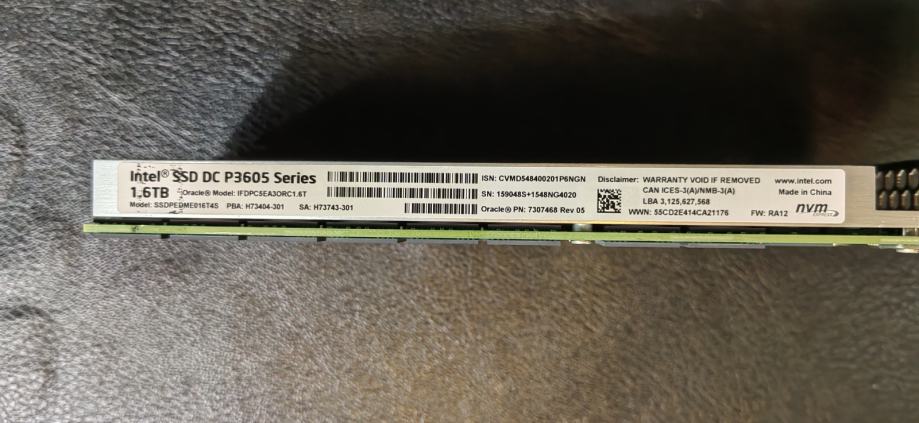 Intel® SSD DC P3605 Series
1.6TB Oracle® Model: IFDPC5EA3ORC1.6T
Model: SSDPEDME016T4S PBA: H73404-301 SA: H73743-301
ISN: CVMD548400201P6NGN
SN: 159048S+1548NG4020
Oracle® PN: 7307468 Rev 05
Disclaimer: WARRANTY VOID IF REMOVED
CAN ICES-3(A)/NMB-3(A)
LBA 3,125,627,568
WWN: 55CD2E414CA21176 FW: RA12
www.intel.com
Made in China
nvm
EXPRESS